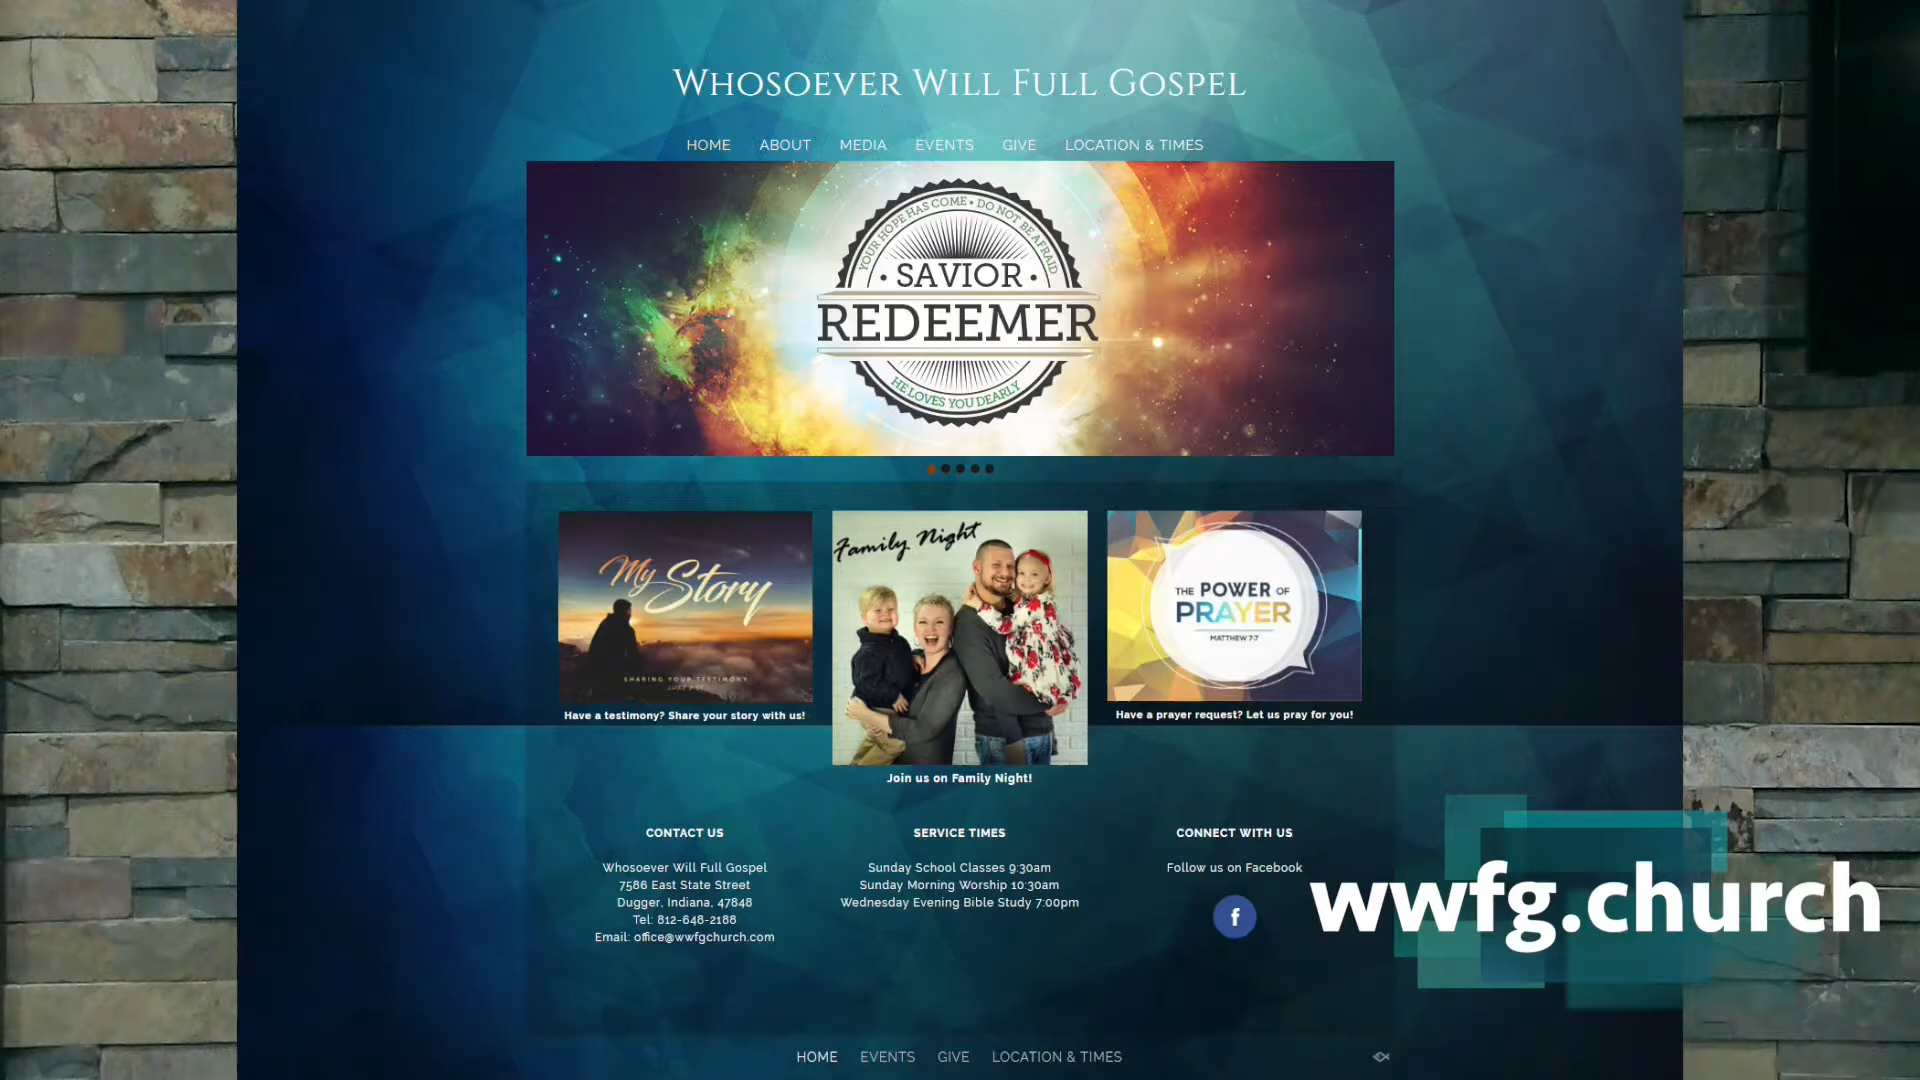 WHOSOEVER WILL FULL GOSPEL
HOME ABOUT MEDIA EVENTS GIVE LOCATION & TIMES
YOUR HOPE HAS COME • DO NOT BE AFRAID
• SAVIOR •
REDEEMER
HE LOVES YOU DEARLY
My Story
SHARING YOUR TESTIMONY
Have a testimony? Share your story with us!
Family Night
Join us on Family Night!
THE POWER OF
PRAYER
MATTHEW 7:7
Have a prayer request? Let us pray for you!
CONTACT US
Whosoever Will Full Gospel
7586 East State Street
Dugger, Indiana, 47848
Tel: 812-648-2188
Email: office@wwfgchurch.com
SERVICE TIMES
Sunday School Classes 9:30am
Sunday Morning Worship 10:30am
Wednesday Evening Bible Study 7:00pm
CONNECT WITH US
Follow us on Facebook
f
wwfg.church
HOME EVENTS GIVE LOCATION & TIMES